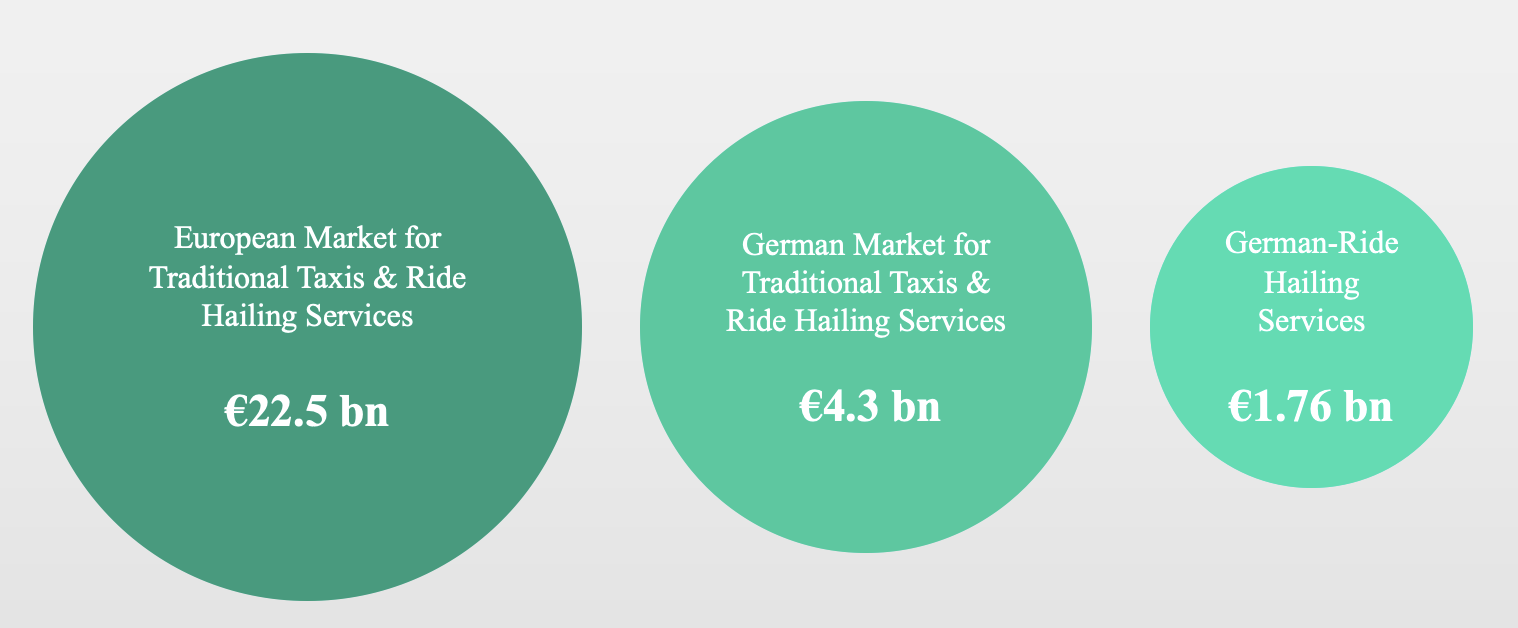 European Market for
Traditional Taxis & Ride
Hailing Services
€22.5 bn
German Market for
Traditional Taxis &
Ride Hailing Services
€4.3 bn
German-Ride
Hailing
Services
€1.76 bn